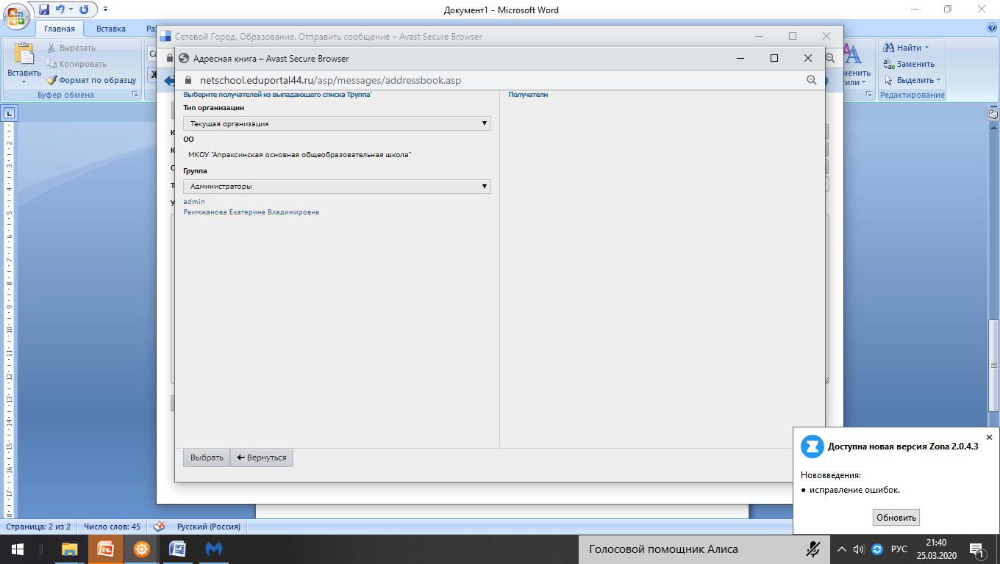 Документ1 - Microsoft Word
Главная
Вставка
Ра
Вставить
Вырезать
Копировать
Формат по образцу
Буфер обмена
Са
Ж
Сетевой Город. Образование. Отправить сообщение – Avast Secure Browser
Адресная книга – Avast Secure Browser
netschool.eduportal44.ru/asp/messages/addressbook.asp
Выберите получателей из выпадающего списка 'Группа'
Получатели
Тип организации
Текущая организация
ОО
МКОУ "Апраксинская основная общеобразовательная школа"
Группа
Администраторы
admin
Раимжанова Екатерина Владимировна
Выбрать
Вернуться
Найти
Заменить
Выделить
Редактирование
менить
тили
Доступна новая версия Zona 2.0.4.3
Нововведения:
• исправление ошибок.
Обновить
Страница: 2 из 2
Число слов: 45
Русский (Россия)
Голосовой помощник Алиса
РУС
21:40
25.03.2020
1